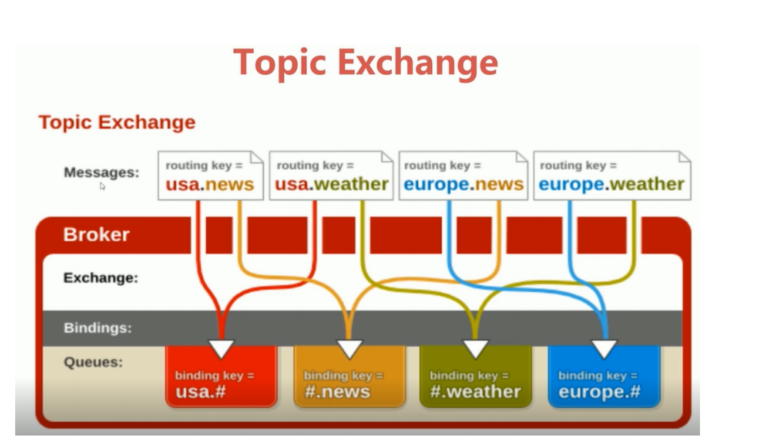 Topic Exchange
Topic Exchange
Messages:
routing key =
usa.news
routing key =
usa.weather
routing key =
europe.news
routing key =
europe.weather
Broker
Exchange:
Bindings:
Queues:
binding key =
usa.#
binding key =
#.news
binding key =
#.weather
binding key =
europe.#